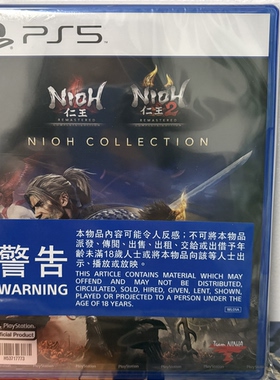 PS5
NIOH NIOH
仁王 仁王2
REMASTERED REMASTERED
NIOH COLLECTION
警告
WARNING
本物品內容可能令人反感；不可將本物品
派發、傳閱、出售、出租、交給或出借予年
齡未滿18歲人士或將本物品向該等人士出
示、播放或放映。
THIS ARTICLE CONTAINS MATERIAL WHICH MAY
OFFEND AND MAY NOT BE DISTRIBUTED,
CIRCULATED, SOLD, HIRED, GIVEN, LENT, SHOWN,
PLAYED OR PROJECTED TO A PERSON UNDER THE
AGE OF 18 YEARS.
PlayStation
Official Product
Team NINJA